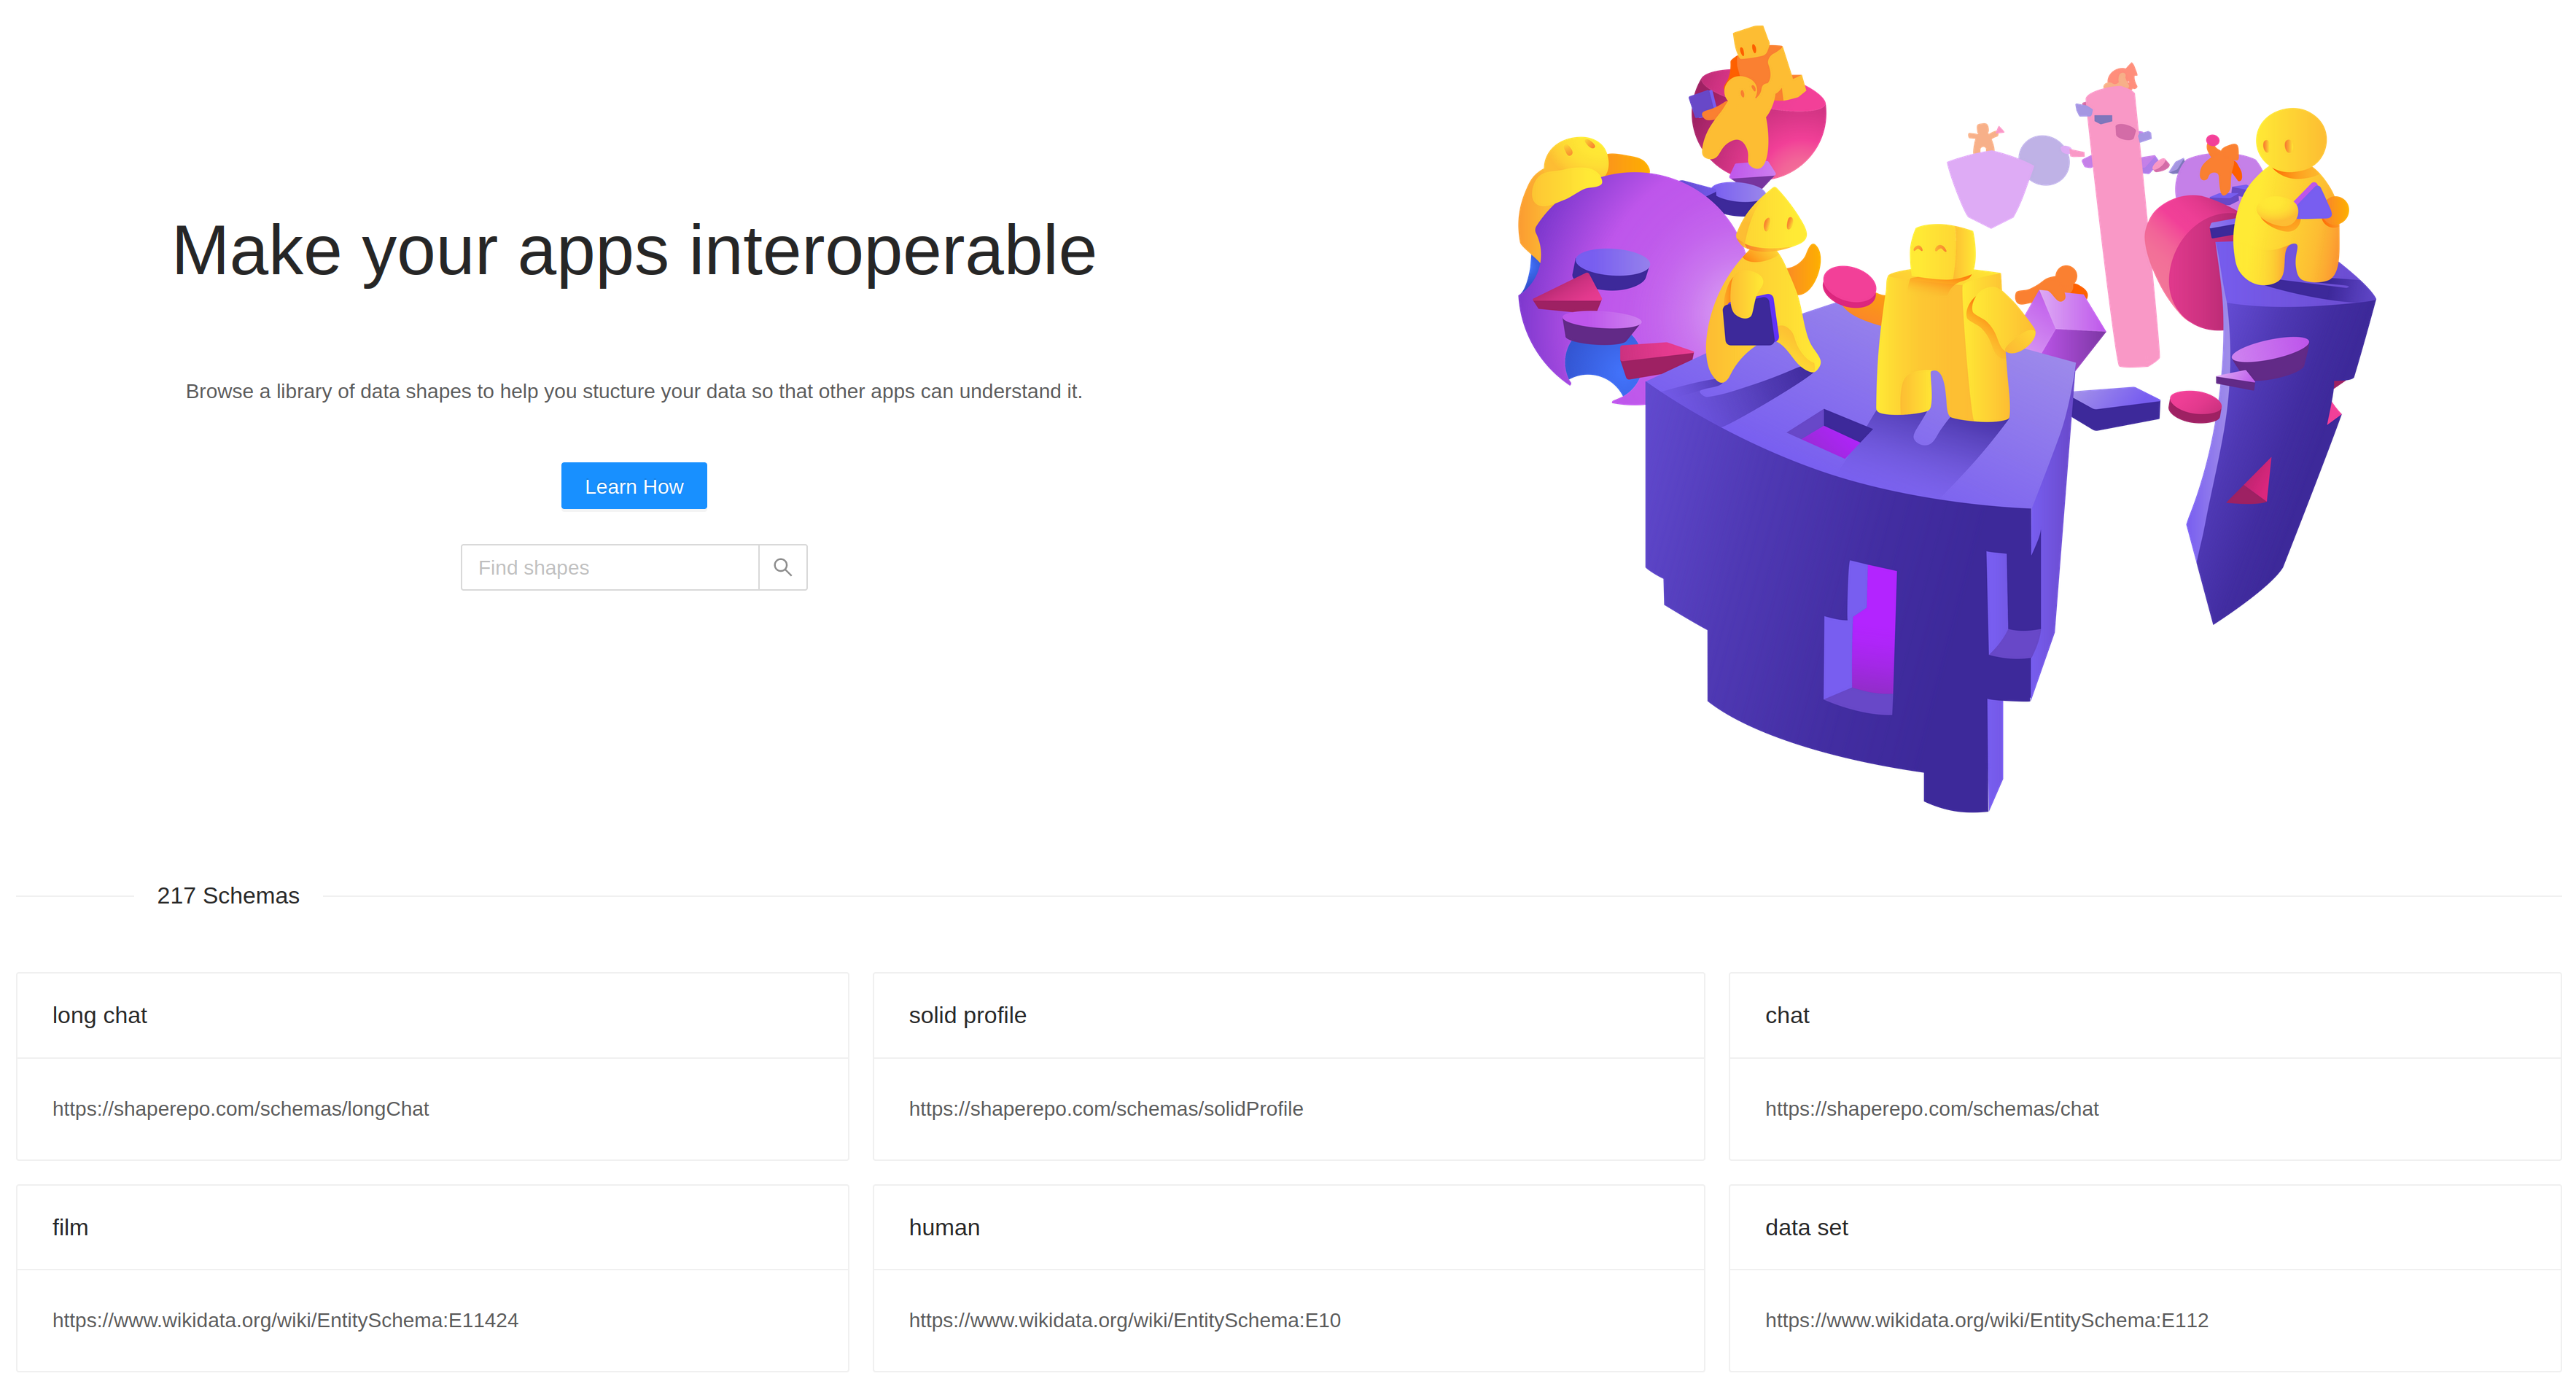 Make your apps interoperable
Browse a library of data shapes to help you stucture your data so that other apps can understand it.
Learn How
Find shapes
217 Schemas
long chat
solid profile
chat
https://shaperepo.com/schemas/longChat
https://shaperepo.com/schemas/solidProfile
https://shaperepo.com/schemas/chat
film
human
data set
https://www.wikidata.org/wiki/EntitySchema:E11424
https://www.wikidata.org/wiki/EntitySchema:E10
https://www.wikidata.org/wiki/EntitySchema:E112